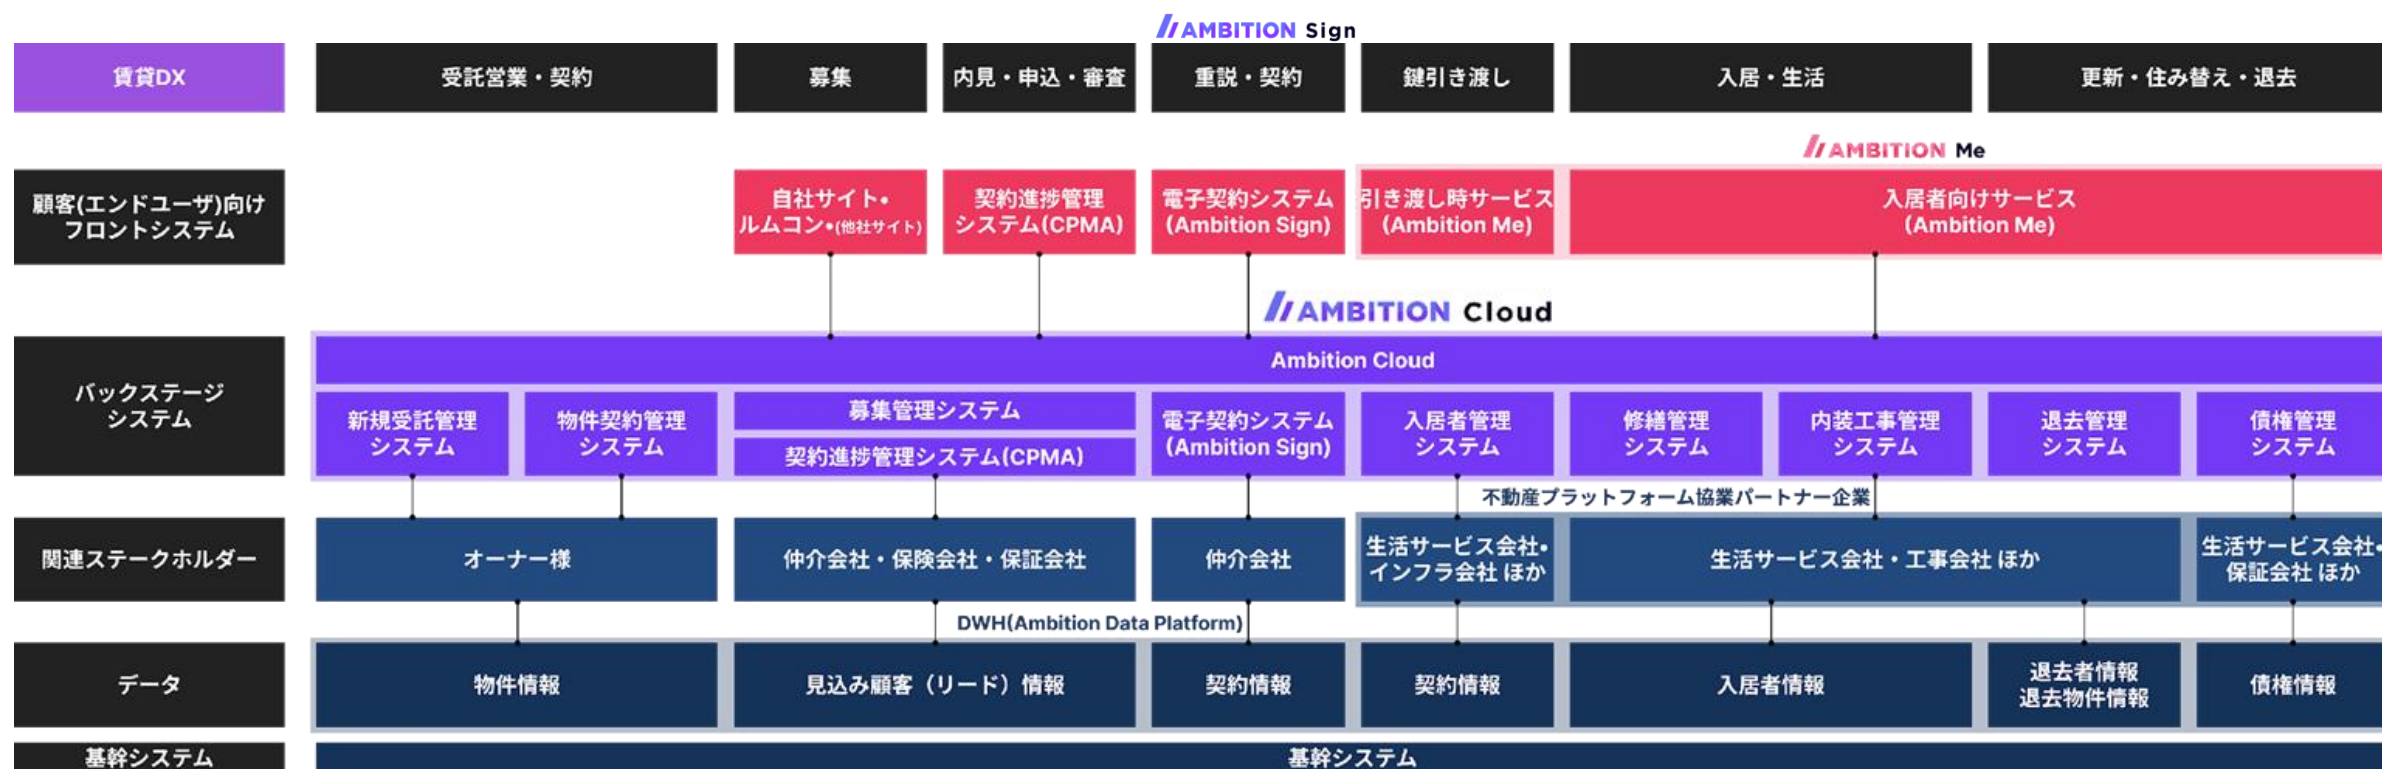 AMBITION Sign
賃貸DX
受託営業・契約
募集
内見・申込・審査
重説・契約
鍵引き渡し
入居・生活
更新・住み替え・退去
AMBITION Me
顧客(エンドユーザ)向け
フロントシステム
自社サイト・
ルムコン・(他社サイト)
契約進捗管理
システム(CPMA)
電子契約システム
(Ambition Sign)
引き渡し時サービス
(Ambition Me)
入居者向けサービス
(Ambition Me)
AMBITION Cloud
バックステージ
システム
Ambition Cloud
新規受託管理
システム
物件契約管理
システム
募集管理システム
契約進捗管理システム(CPMA)
電子契約システム
(Ambition Sign)
入居者管理
システム
修繕管理
システム
内装工事管理
システム
退去管理
システム
債権管理
システム
不動産プラットフォーム協業パートナー企業
関連ステークホルダー
オーナー様
仲介会社・保険会社・保証会社
仲介会社
生活サービス会社・
インフラ会社 ほか
生活サービス会社・工事会社 ほか
生活サービス会社・
保証会社 ほか
DWH(Ambition Data Platform)
データ
物件情報
見込み顧客（リード）情報
契約情報
契約情報
入居者情報
退去者情報
退去物件情報
債権情報
基幹システム
基幹システム